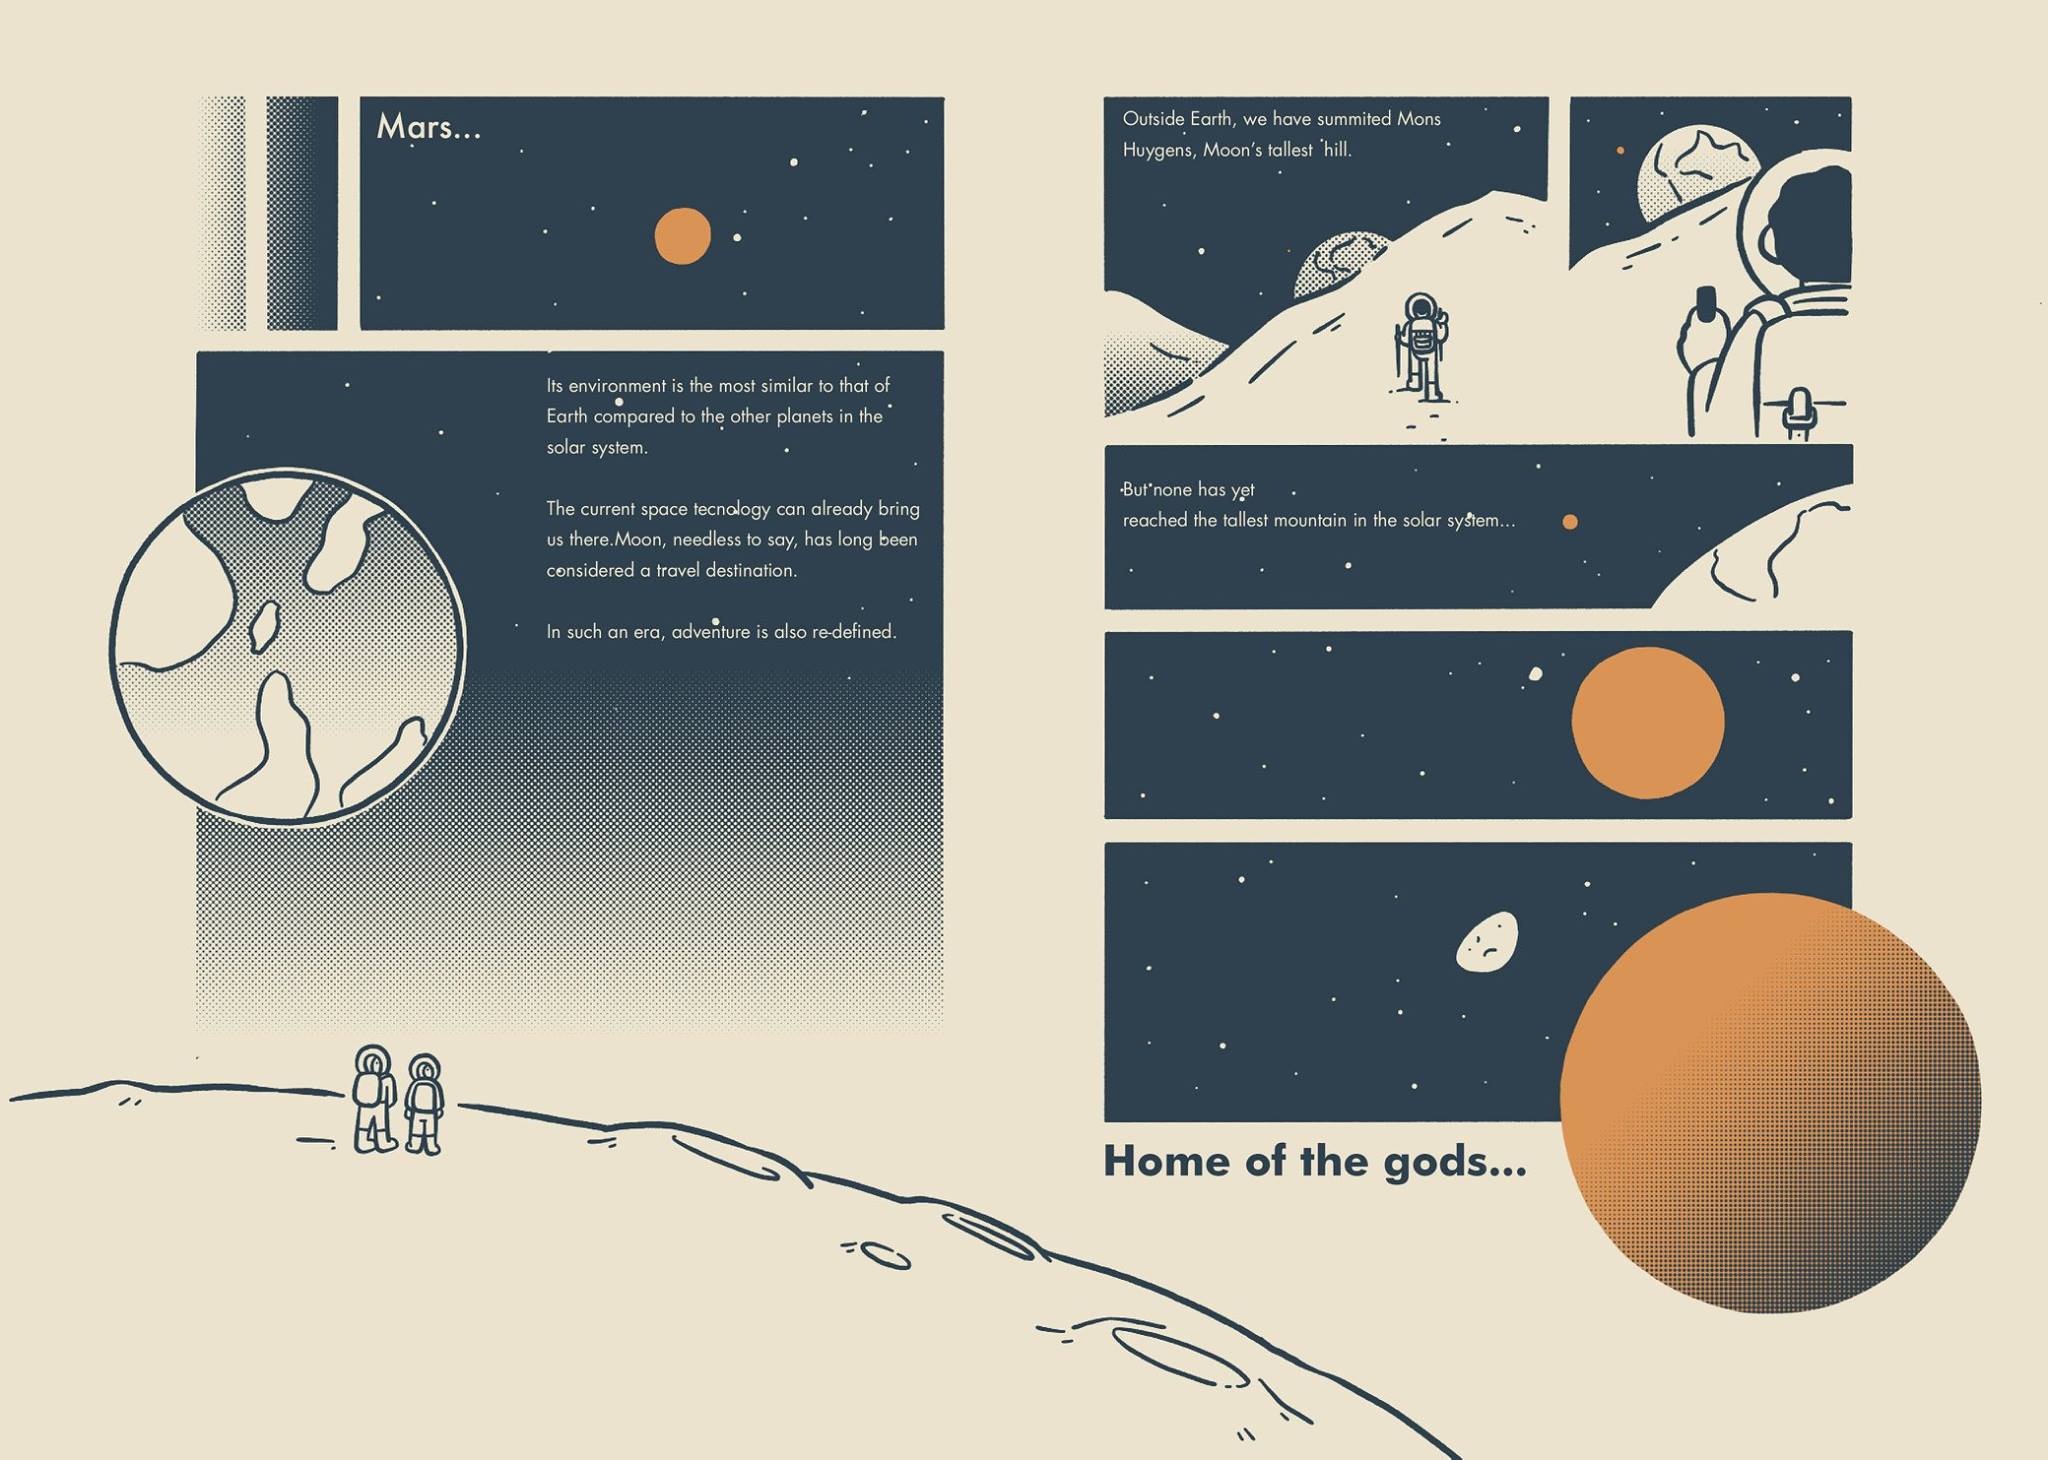 Mars...
Its environment is the most similar to that of
Earth compared to the other planets in the
solar system.
The current space tecnology can already bring
us there.Moon, needless to say, has long been
considered a travel destination.
In such an era, adventure is also re-defined.
Outside Earth, we have summited Mons
Huygens, Moon's tallest hill.
But none has yet
reached the tallest mountain in the solar system...
Home of the gods...